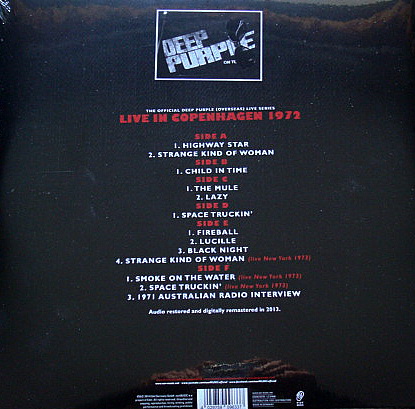 DEEP
PURPLE
THE OFFICIAL DEEP PURPLE (OVERSEAS) LIVE SERIES
LIVE IN COPENHAGEN 1972
SIDE A
1. HIGHWAY STAR
2. STRANGE KIND OF WOMAN
SIDE B
1. CHILD IN TIME
SIDE C
1. THE MULE
2. LAZY
SIDE D
1. SPACE TRUCKIN'
SIDE E
1. FIREBALL
2. LUCILLE
3. BLACK NIGHT
4. STRANGE KIND OF WOMAN (live New York 1973)
SIDE F
1. SMOKE ON THE WATER (live New York 1973)
2. SPACE TRUCKIN' (live New York 1973)
3. 1971 AUSTRALIAN RADIO INTERVIEW
Audio restored and digitally remastered in 2013.